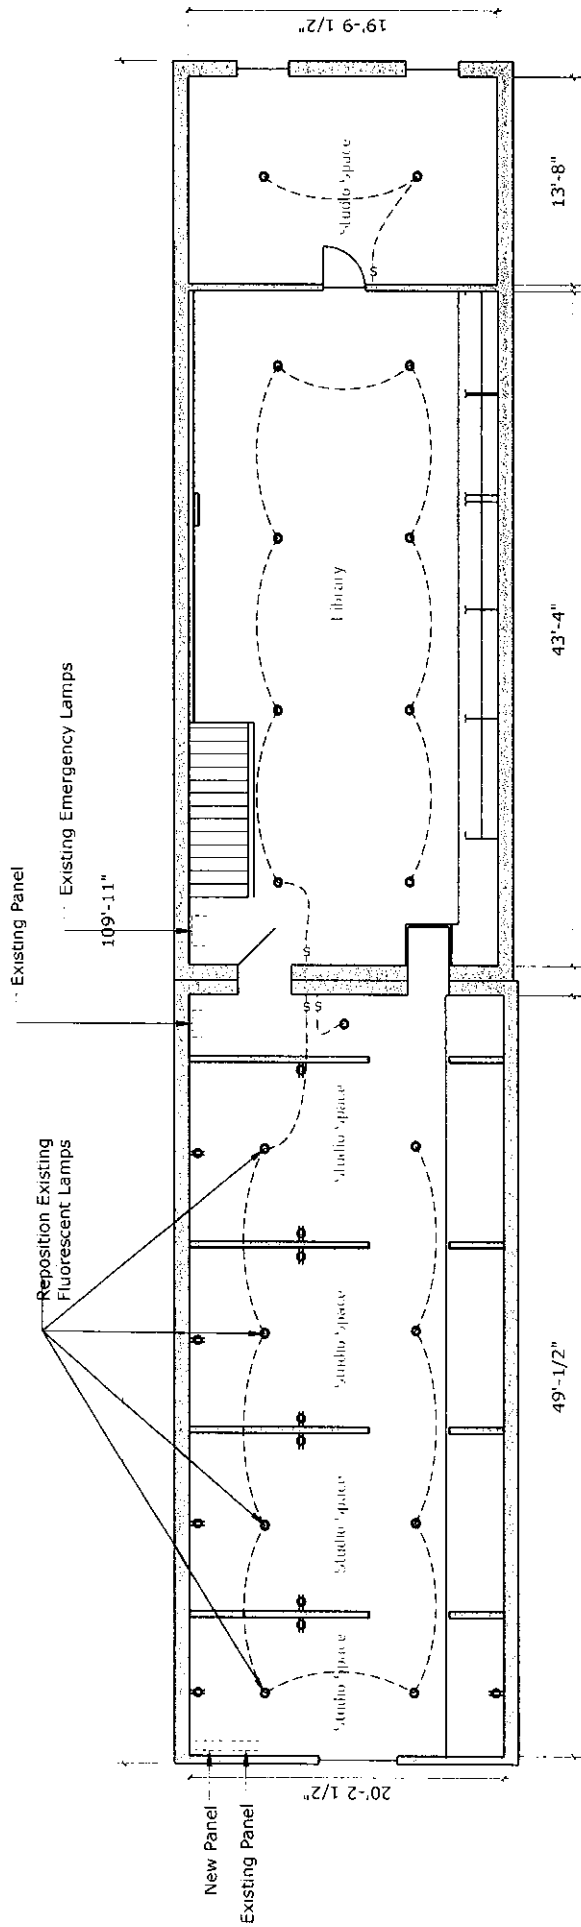 19'-9 1/2"
Studio Space
13'-8"
Existing Panel
Existing Emergency Lamps
109'-11"
S
Library
43'-4"
Reposition Existing
Fluorescent Lamps
S
S
S
Studio Space
Studio Space
Studio Space
Studio Space
49'-1/2"
New Panel
Existing Panel
20'-2 1/2"